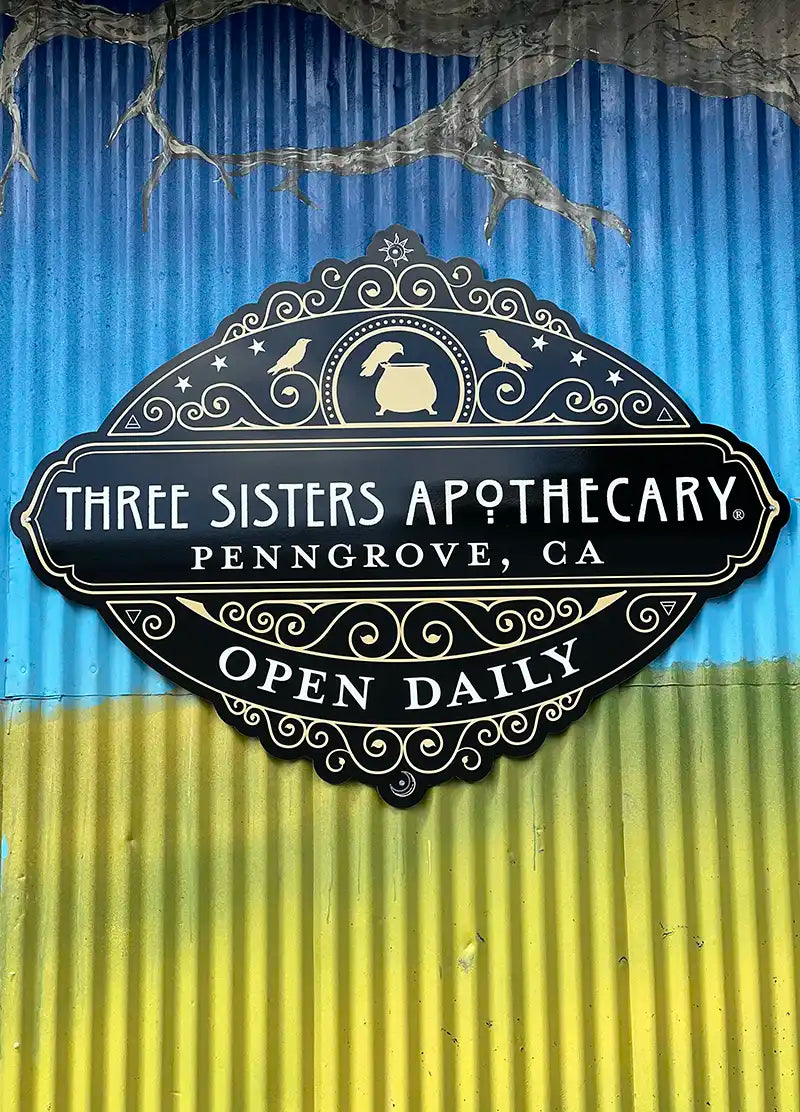 THREE SISTERS APOTHECARY®
PENNGROVE, CA
OPEN DAILY